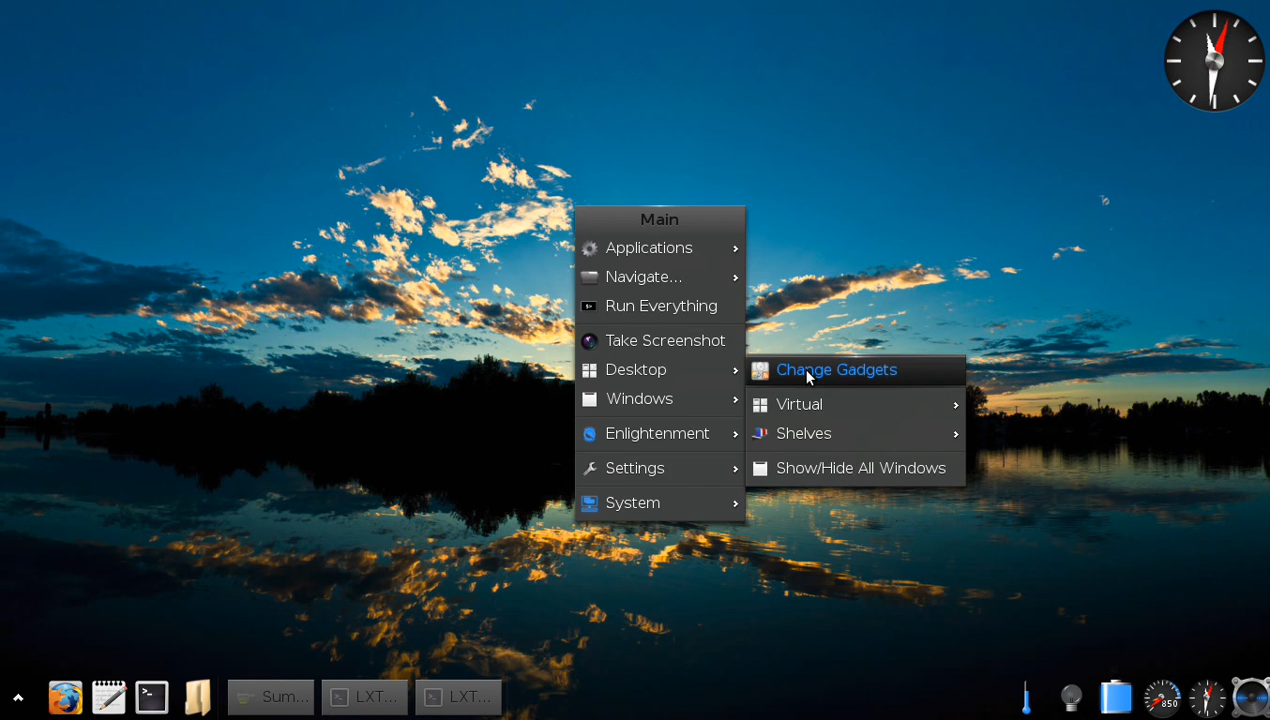 Main
Applications
Navigate...
Run Everything
Take Screenshot
Desktop
Windows
Enlightenment
Settings
System
Change Gadgets
Virtual
Shelves
Show/Hide All Windows
Sum...
LXT...
LXT...
850